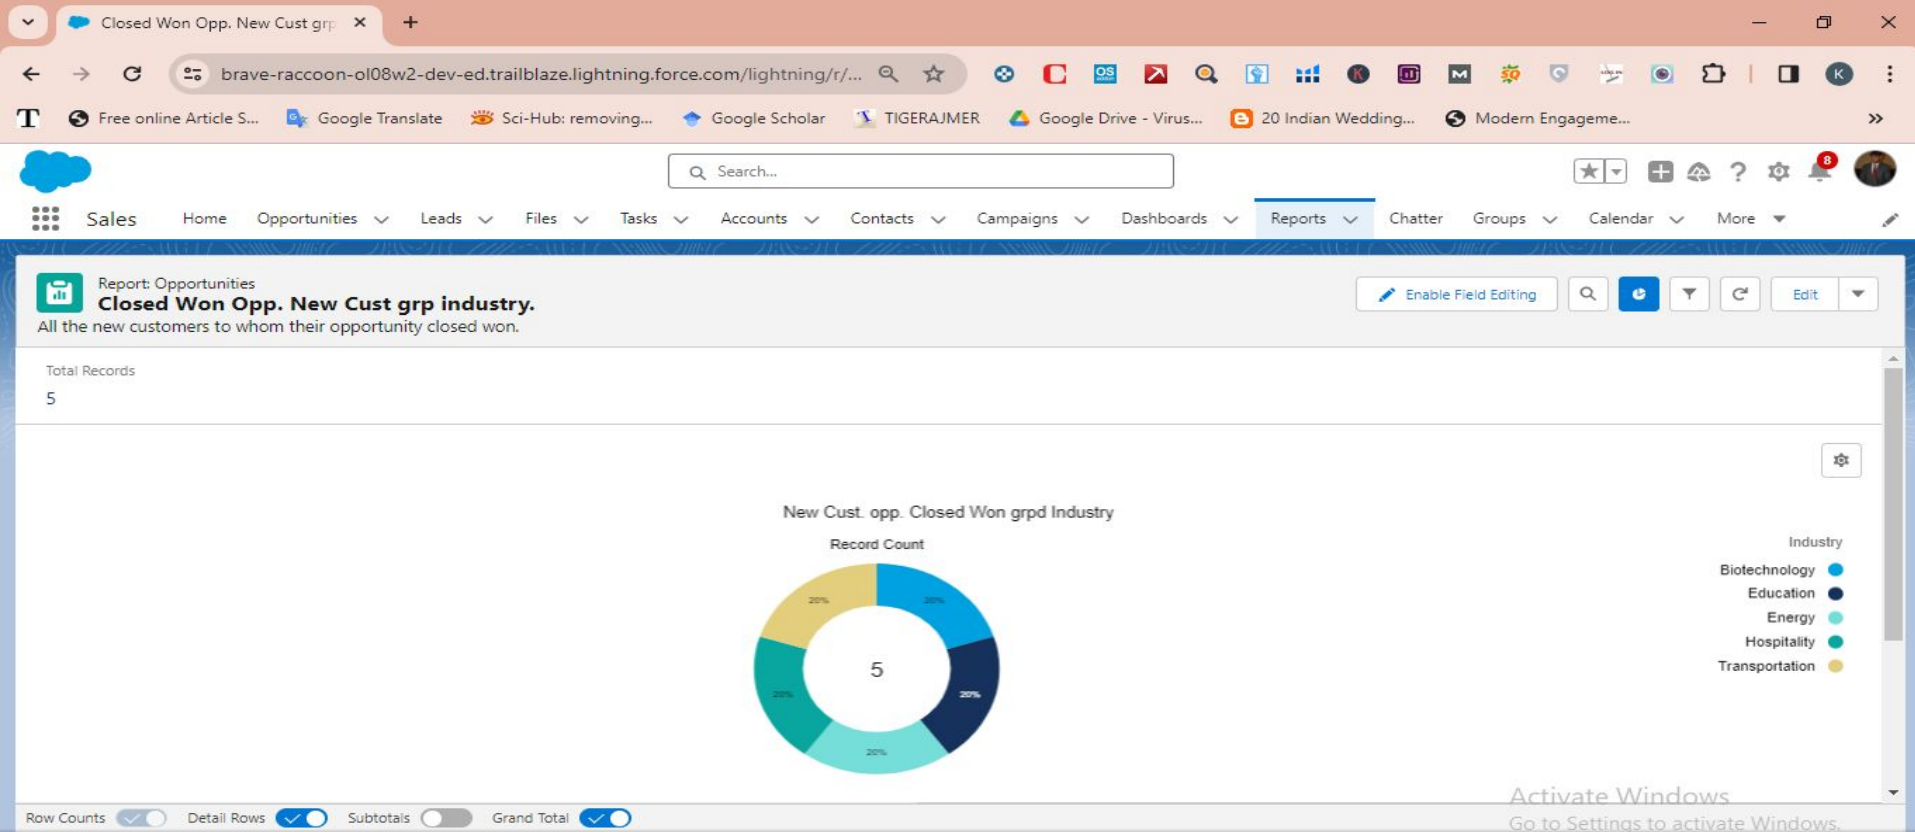 Closed Won Opp. New Cust grp
brave-raccoon-ol08w2-dev-ed.trailblaze.lightning.force.com/lightning/r/...
Free online Article S... Google Translate Sci-Hub: removing... Google Scholar TIGERAJMER Google Drive - Virus... 20 Indian Wedding... Modern Engageme...
Search...
8
Sales Home Opportunities Leads Files Tasks Accounts Contacts Campaigns Dashboards Reports Chatter Groups Calendar More
Report: Opportunities
Closed Won Opp. New Cust grp industry.
All the new customers to whom their opportunity closed won.
Enable Field Editing Edit
Total Records
5
New Cust. opp. Closed Won grpd Industry
Record Count
20% 20%
5
20% 20%
20%
Industry
Biotechnology
Education
Energy
Hospitality
Transportation
Row Counts Detail Rows Subtotals Grand Total
Activate Windows
Go to Settings to activate Windows.